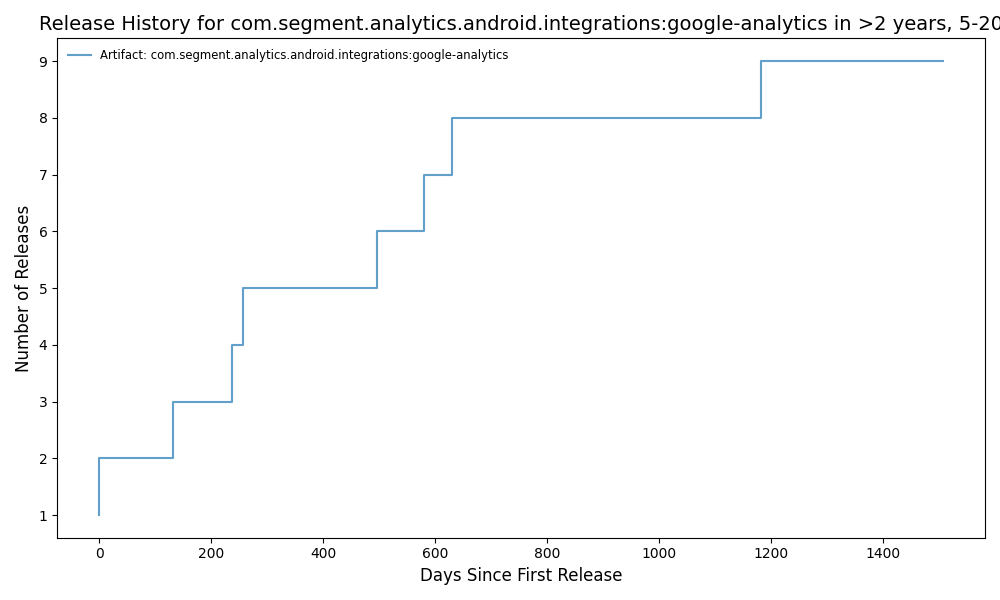 Release History for com.segment.analytics.android.integrations:google-analytics in >2 years, 5-20
Artifact: com.segment.analytics.android.integrations:google-analytics
Number of Releases
9
8
7
6
5
4
3
2
1
0 200 400 600 800 1000 1200 1400
Days Since First Release